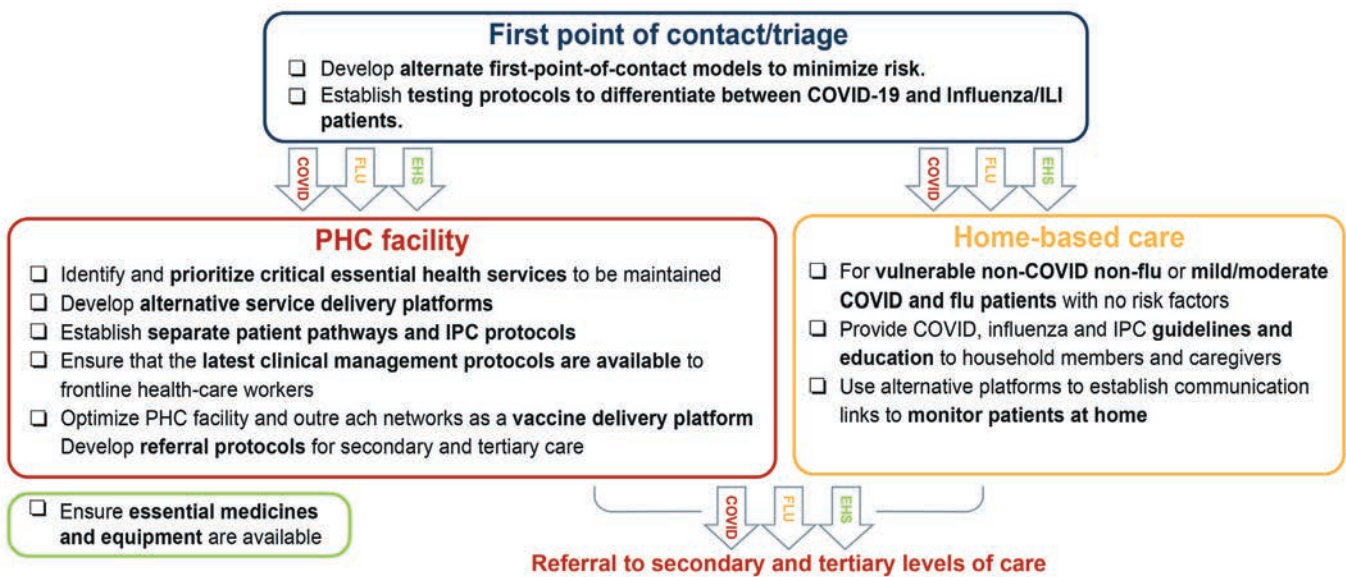 First point of contact/triage
❑ Develop alternate first-point-of-contact models to minimize risk.
❑ Establish testing protocols to differentiate between COVID-19 and Influenza/ILI
patients.
COVID
FLU
EHS
COVID
FLU
EHS
PHC facility
❑ Identify and prioritize critical essential health services to be maintained
❑ Develop alternative service delivery platforms
❑ Establish separate patient pathways and IPC protocols
❑ Ensure that the latest clinical management protocols are available to
frontline health-care workers
❑ Optimize PHC facility and outre ach networks as a vaccine delivery platform
Develop referral protocols for secondary and tertiary care
Home-based care
❑ For vulnerable non-COVID non-flu or mild/moderate
COVID and flu patients with no risk factors
❑ Provide COVID, influenza and IPC guidelines and
education to household members and caregivers
❑ Use alternative platforms to establish communication
links to monitor patients at home
❑ Ensure essential medicines
and equipment are available
COVID
FLU
EHS
Referral to secondary and tertiary levels of care